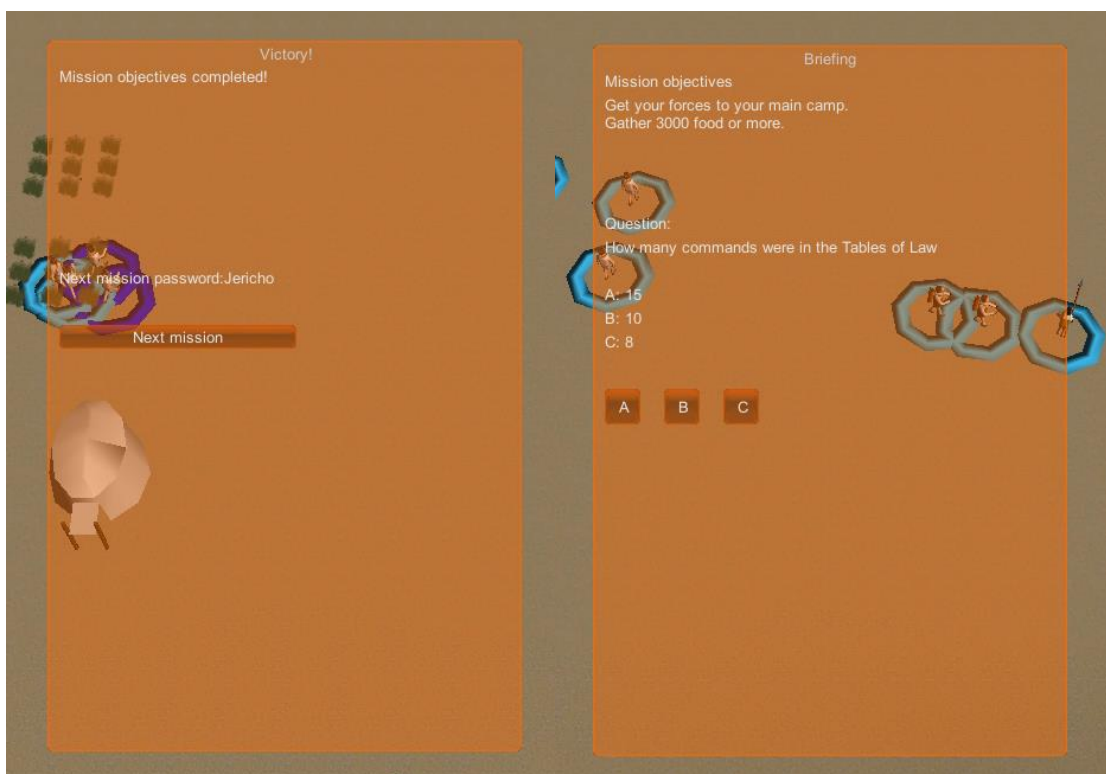 Victory!
Mission objectives completed!
Next mission password:Jericho
Next mission
Briefing
Mission objectives
Get your forces to your main camp.
Gather 3000 food or more.
Question:
How many commands were in the Tables of Law
A: 15
B: 10
C: 8
A B C